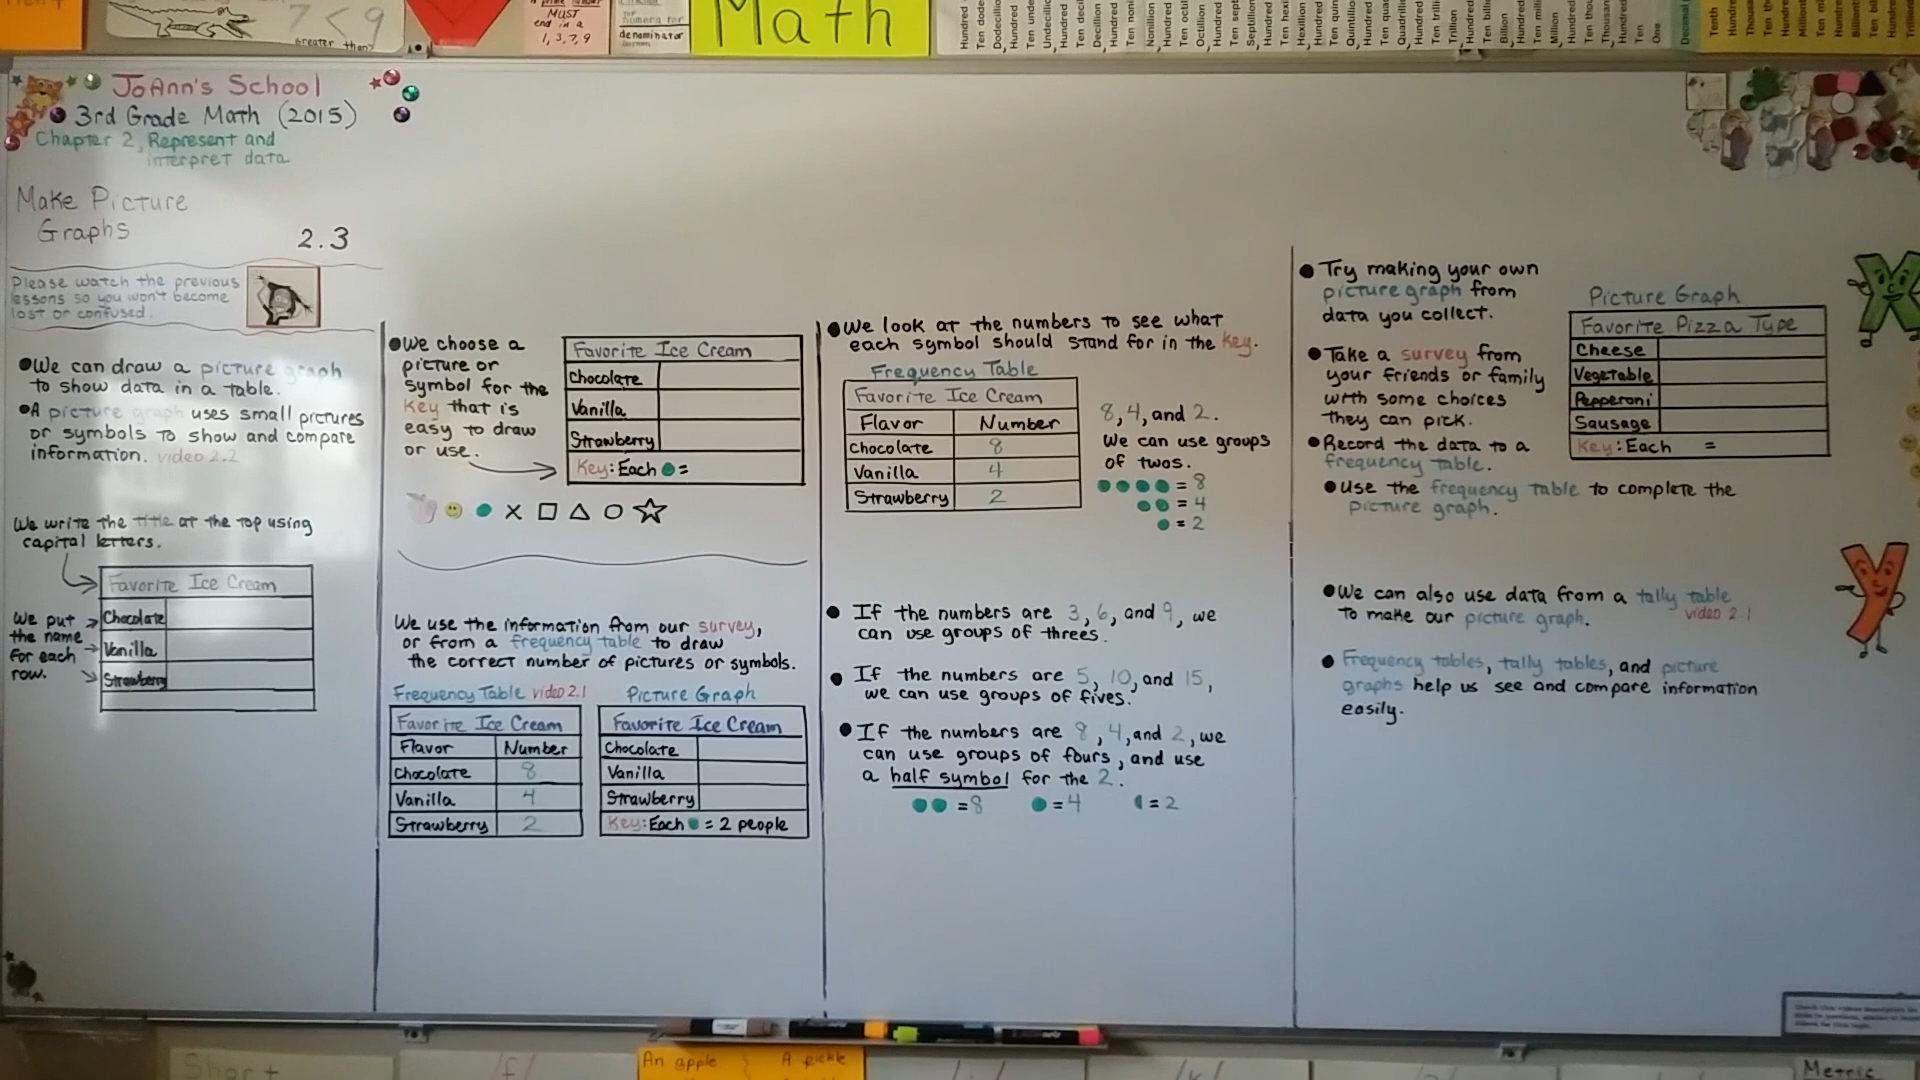 7 < 9
greater than
MUST
end in a
1, 3, 7, 9
numerator
denominator
Math
JoAnn's School
3rd Grade Math (2015)
Chapter 2, Represent and
interpret data
Make Picture
Graphs
2.3
Please watch the previous
lessons so you won't become
lost or confused.
We can draw a picture graph
to show data in a table.
A picture graph uses small pictures
or symbols to show and compare
information. video 2.2
We write the title at the top using
capital letters.
Favorite Ice Cream
We put
the name
for each
row.
Chocolate
Vanilla
Strawberry
We choose a
picture or
symbol for the
key that is
easy to draw
or use.
Favorite Ice Cream
Chocolate
Vanilla
Strawberry
Key: Each =
We use the information from our survey,
or from a frequency table to draw
the correct number of pictures or symbols.
Frequency Table video 2.1
Favorite Ice Cream
Flavor Number
Chocolate 8
Vanilla 4
Strawberry 2
Picture Graph
Favorite Ice Cream
Chocolate
Vanilla
Strawberry
Key: Each = 2 people
We look at the numbers to see what
each symbol should stand for in the key.
Frequency Table
Favorite Ice Cream
Flavor Number
Chocolate 8
Vanilla 4
Strawberry 2
8, 4, and 2.
We can use groups
of twos.
= 8
= 4
= 2
If the numbers are 3, 6, and 9, we
can use groups of threes.
If the numbers are 5, 10, and 15,
we can use groups of fives.
If the numbers are 8, 4, and 2, we
can use groups of fours, and use
a half symbol for the 2.
= 8 = 4 = 2
Try making your own
picture graph from
data you collect.
Take a survey from
your friends or family
with some choices
they can pick.
Record the data to a
frequency table.
Use the frequency table to complete the
picture graph.
Picture Graph
Favorite Pizza Type
Cheese
Vegetable
Pepperoni
Sausage
Key: Each =
We can also use data from a tally table
to make our picture graph. video 2.1
Frequency tables, tally tables, and picture
graphs help us see and compare information
easily.
Short
An apple
A pickle
Metric